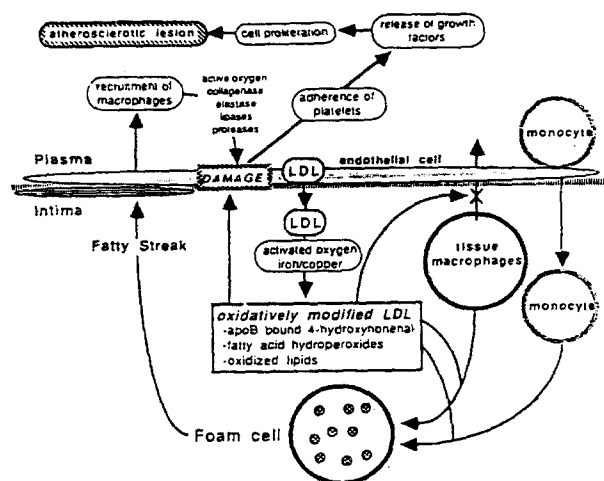 atherosclerotic lesion
cell proliferation
release of growth
factors
recruitment of
macrophages
active oxygen
collagenase
elastase
lipases
proteases
adherence of
platelets
monocyte
Plasma
endothelial cell
DAMAGE
LDL
Intima
LDL
Fatty Streak
activated oxygen
iron/copper
tissue
macrophages
monocyte
oxidatively modified LDL
-apoB bound 4-hydroxynonenal
-fatty acid hydroperoxides
-oxidized lipids
Foam cell